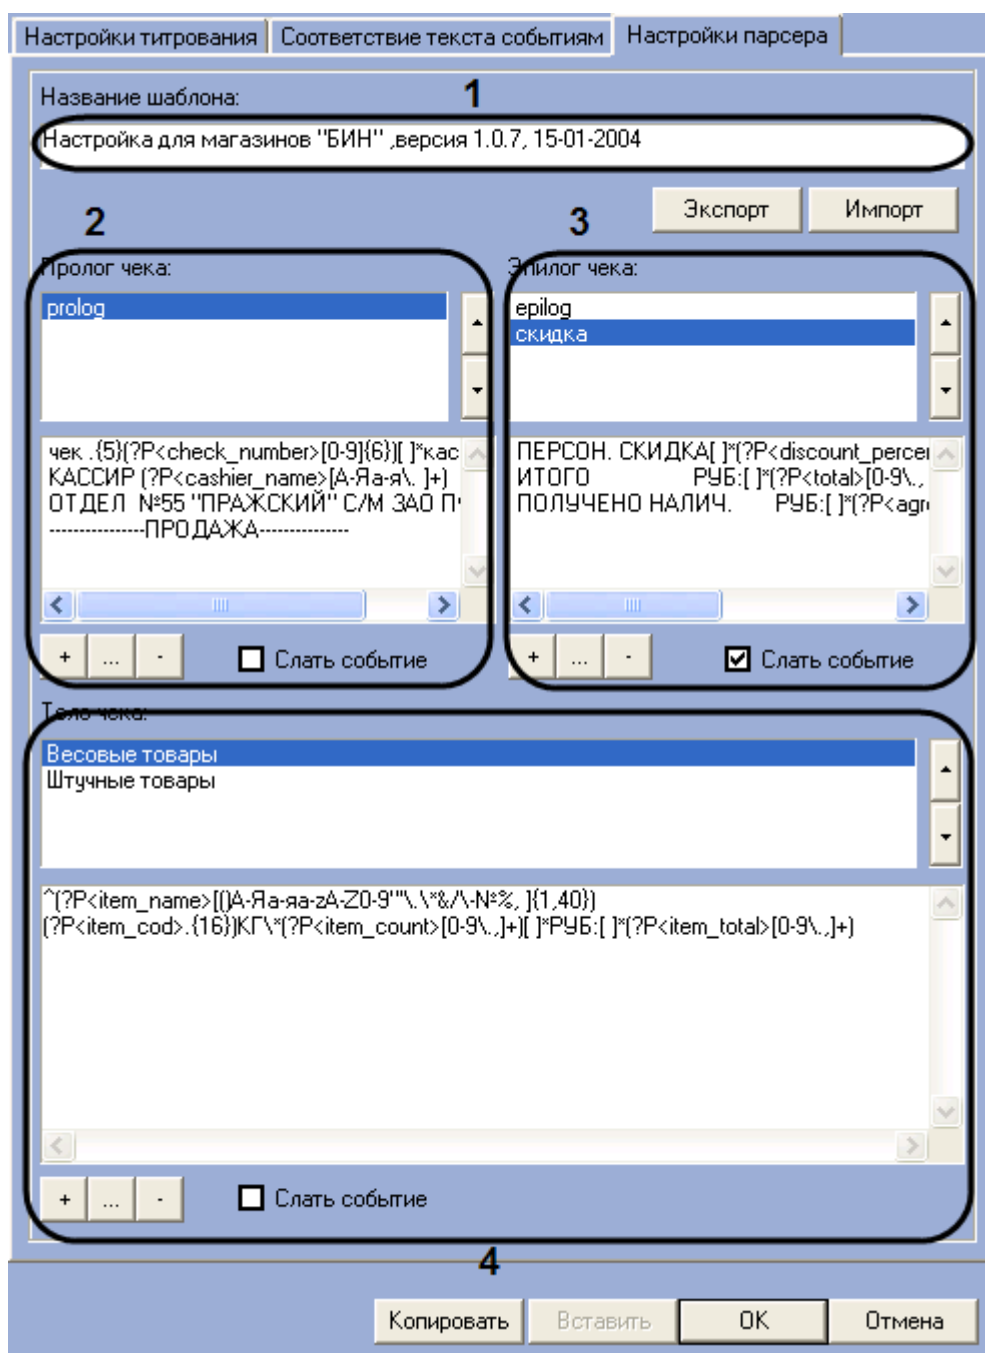 Настройки титрования
Соответствие текста событиям
Настройки парсера
Название шаблона:
1
Настройка для магазинов "БИН" ,версия 1.0.7, 15-01-2004
Экспорт
Импорт
2
3
Пролог чека:
Эпилог чека:
prolog
epilog
скидка
чек .{5}(?P<check_number>[0-9]{6})[ ]*кас
КАССИР (?P<cashier_name>[А-Яа-я\. ]+)
ОТДЕЛ №55 "ПРАЖСКИЙ" С/М ЗАО П
---------------ПРОДАЖА--------------
ПЕРСОН. СКИДКА[ ]*(?P<discount_percer
ИТОГО РУБ:[ ]*(?P<total>[0-9\.,
ПОЛУЧЕНО НАЛИЧ. РУБ:[ ]*(?P<agr
+ ... -
Слать событие
+ ... -
Слать событие
Тело чека:
Весовые товары
Штучные товары
^(?P<item_name>[()А-Яа-яа-zA-Z0-9"'\.\*&/\-№%, ]{1,40})
(?P<item_cod>.{16})КГ\*(?P<item_count>[0-9\.,]+)[ ]*РУБ:[ ]*(?P<item_total>[0-9\.,]+)
+ ... -
Слать событие
4
Копировать
Вставить
OK
Отмена